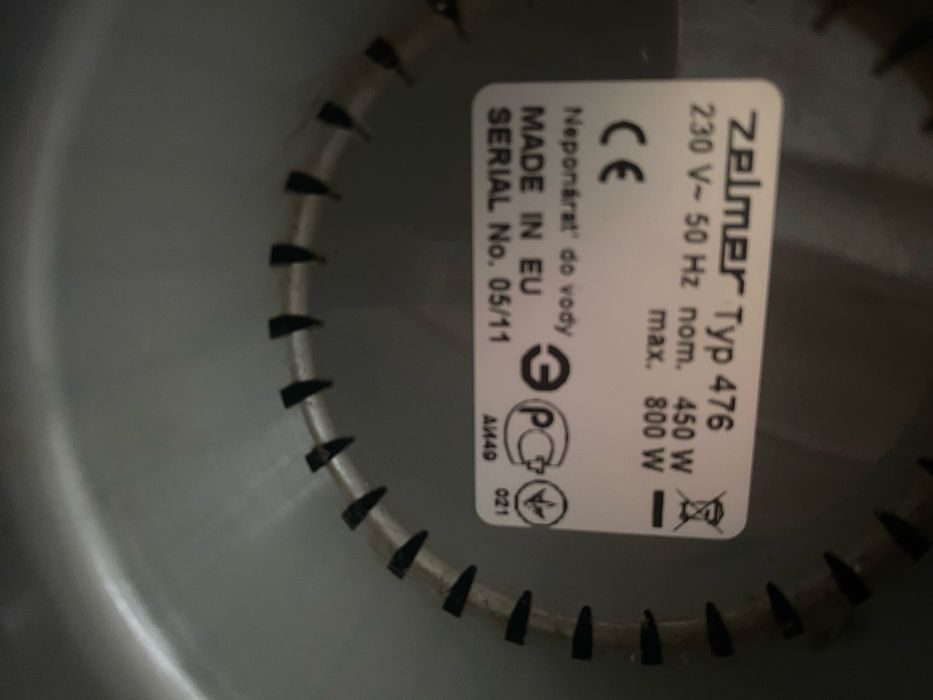 zelmer Typ 476
230 V~ 50 Hz nom. 450 W
max. 800 W
CE
Neponárať do vody
MADE IN EU
SERIAL No. 05/11
АИ49
021